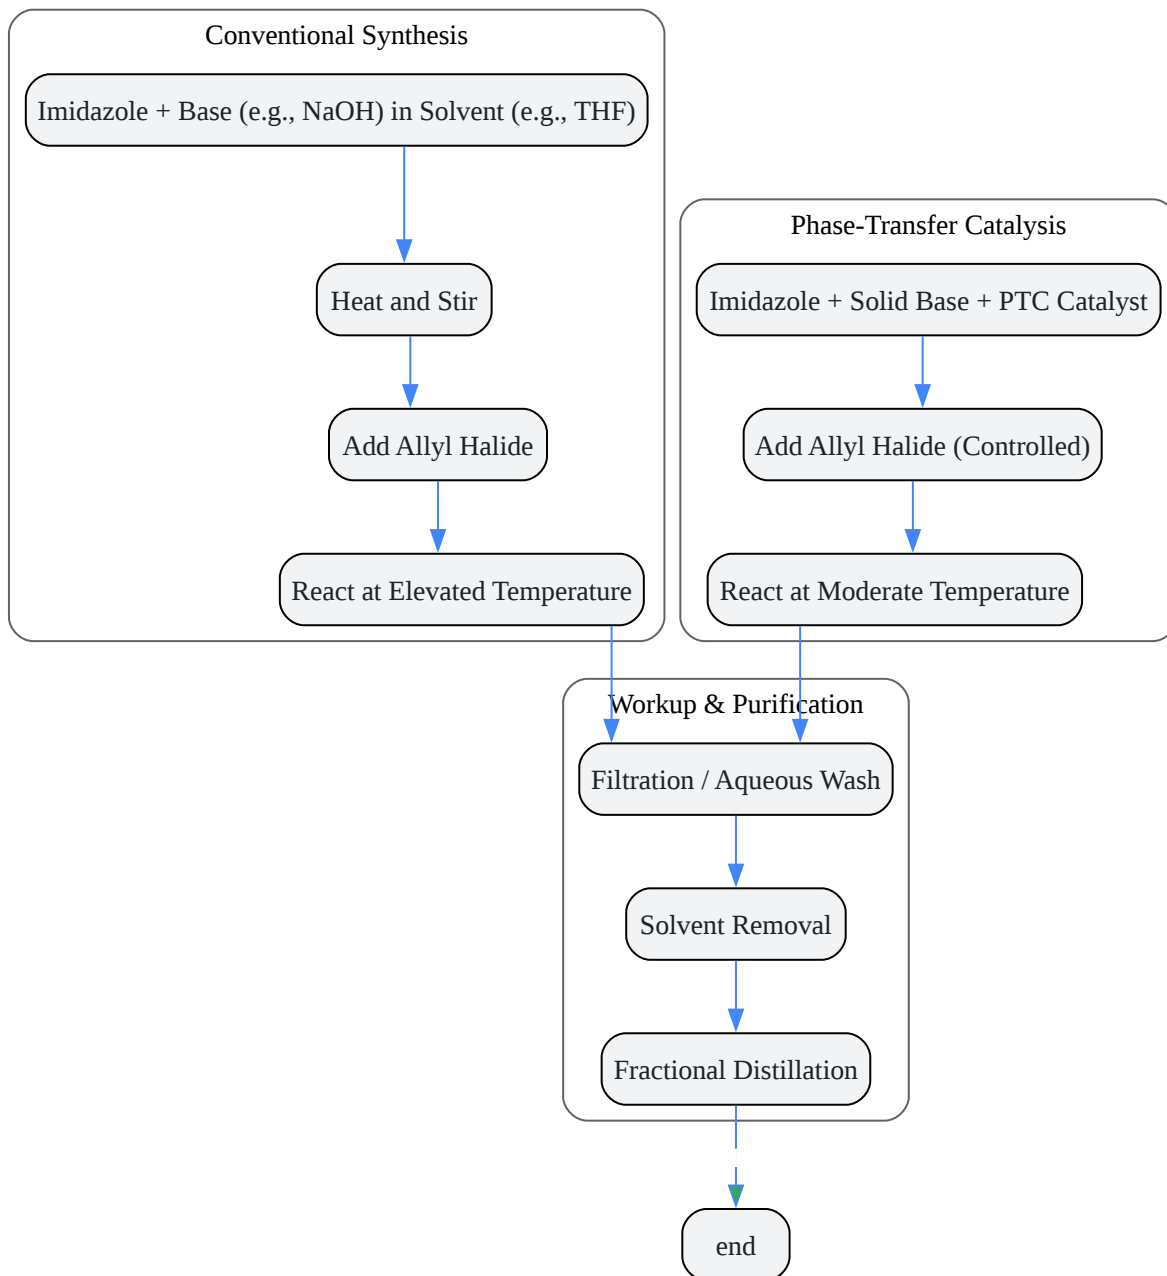 Conventional Synthesis
Imidazole + Base (e.g., NaOH) in Solvent (e.g., THF)
Heat and Stir
Add Allyl Halide
React at Elevated Temperature
Phase-Transfer Catalysis
Imidazole + Solid Base + PTC Catalyst
Add Allyl Halide (Controlled)
React at Moderate Temperature
Workup & Purification
Filtration / Aqueous Wash
Solvent Removal
Fractional Distillation
end